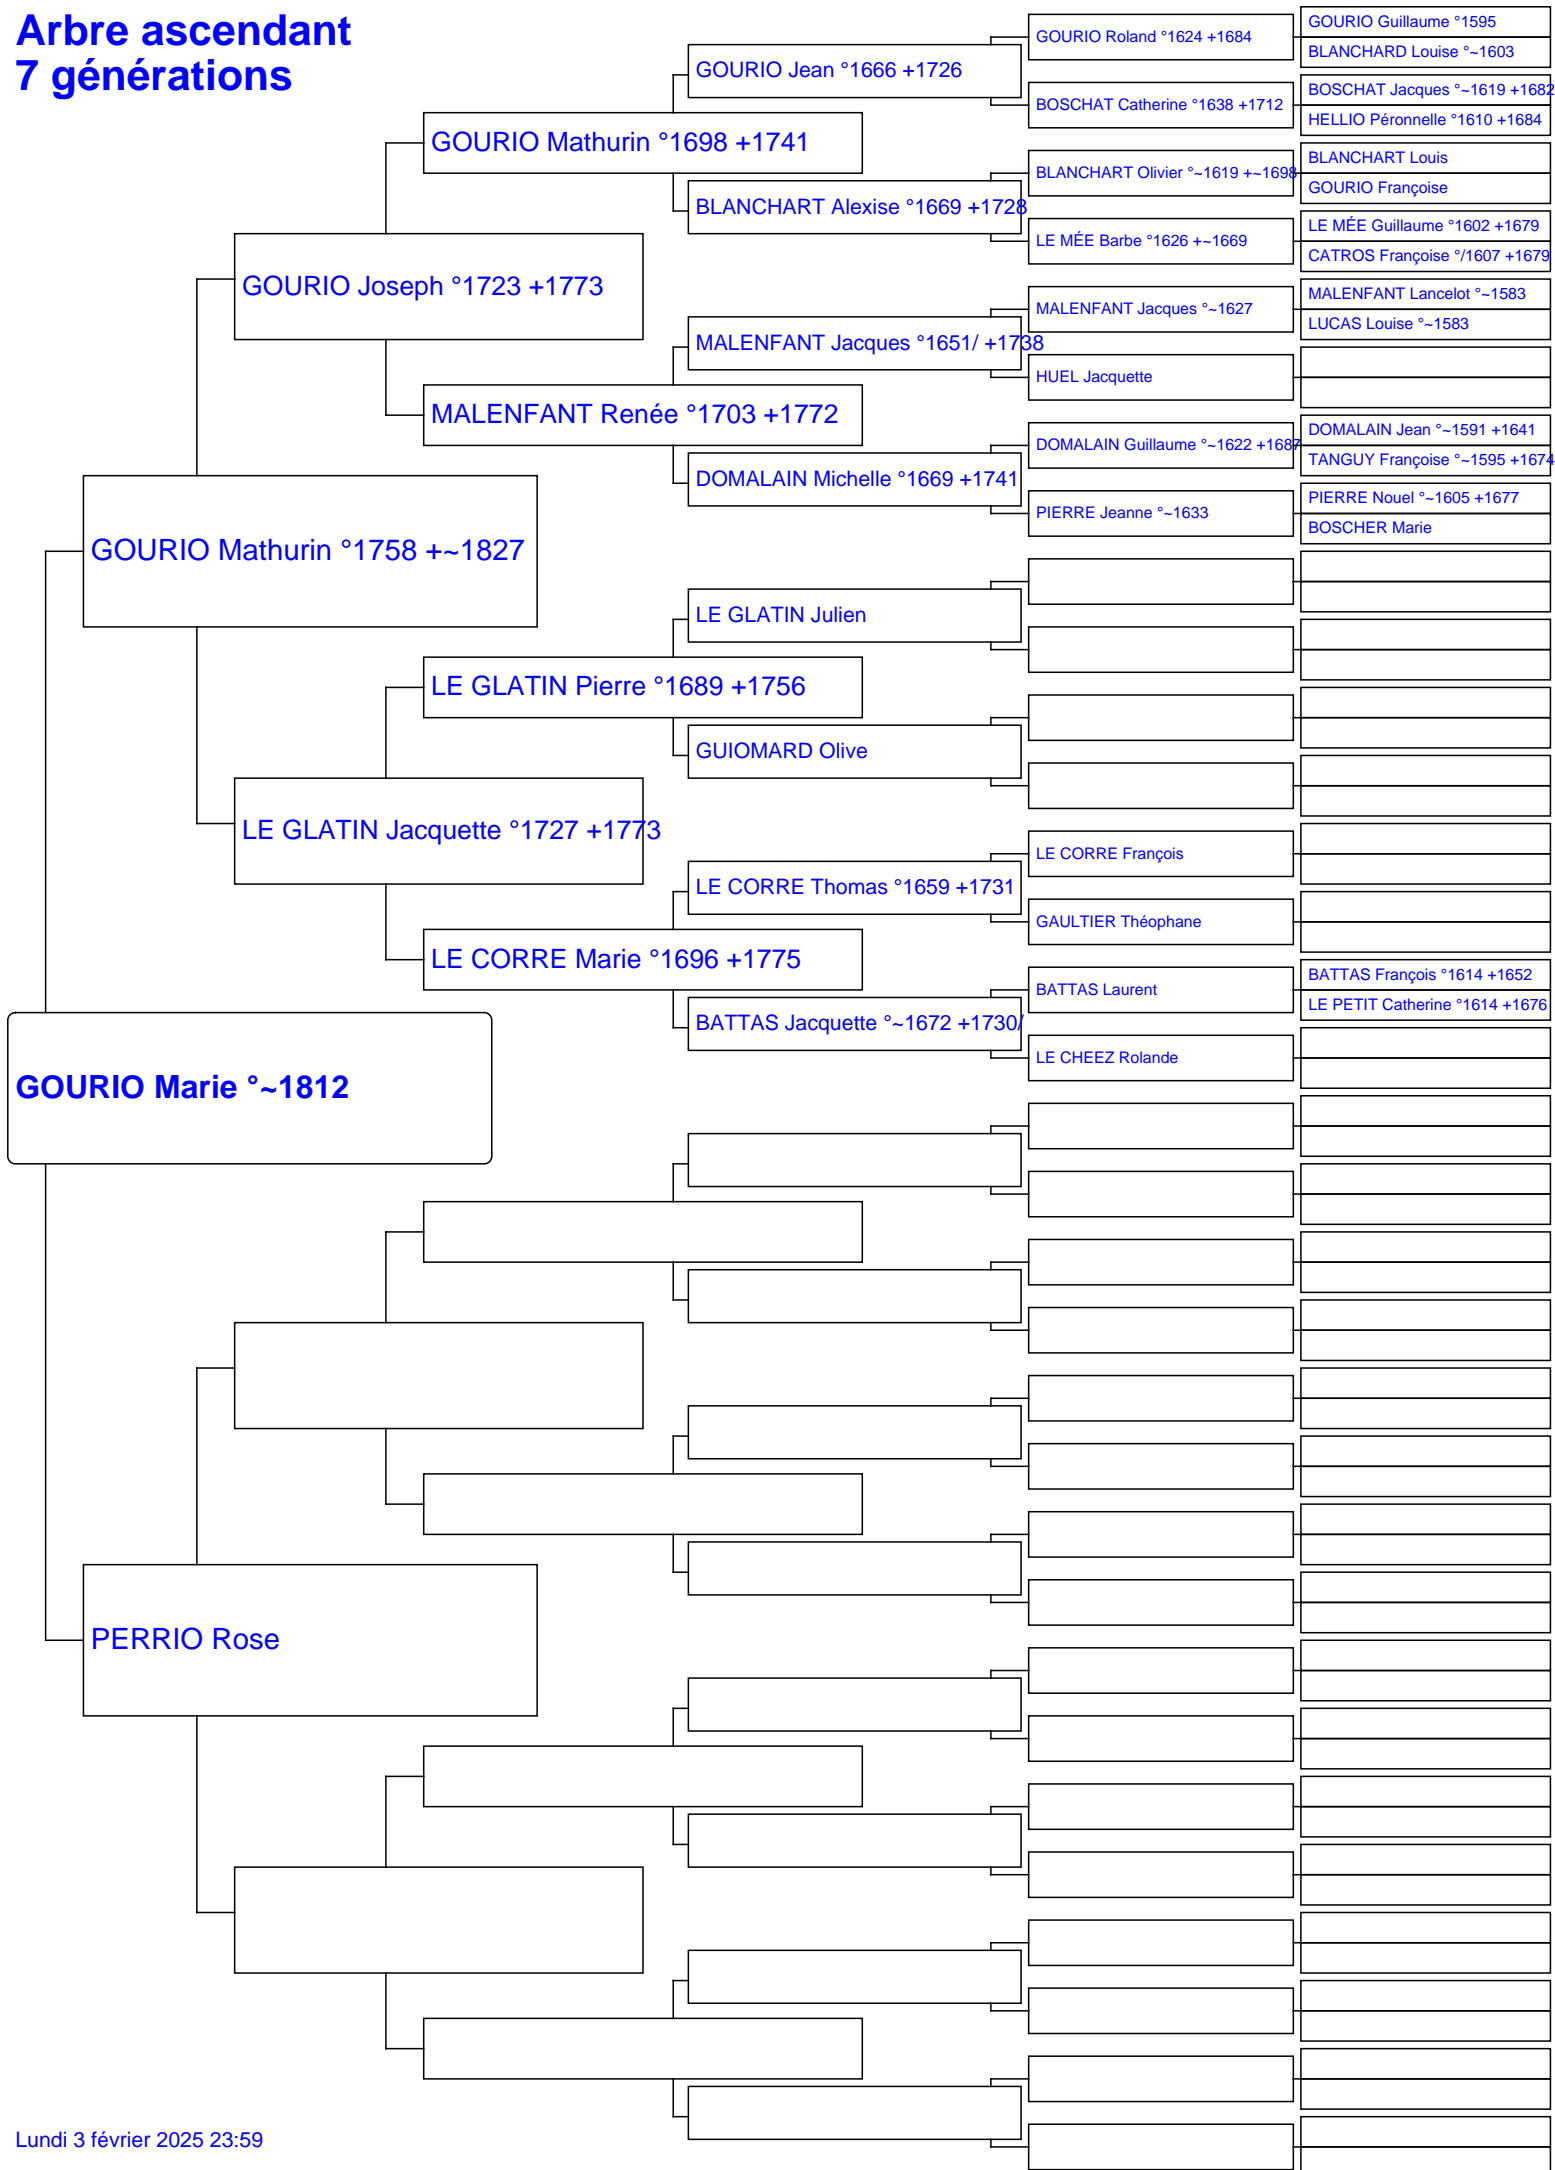 Arbre ascendant
7 générations
GOURIO Marie °~1812
GOURIO Mathurin °1758 +~1827
PERRIO Rose
GOURIO Joseph °1723 +1773
LE GLATIN Jacquette °1727 +1773
GOURIO Mathurin °1698 +1741
MALENFANT Renée °1703 +1772
LE GLATIN Pierre °1689 +1756
LE CORRE Marie °1696 +1775
GOURIO Jean °1666 +1726
BLANCHART Alexise °1669 +1728
MALENFANT Jacques °1651/ +1738
DOMALAIN Michelle °1669 +1741
LE GLATIN Julien
GUIOMARD Olive
LE CORRE Thomas °1659 +1731
BATTAS Jacquette °~1672 +1730/
GOURIO Roland °1624 +1684
BOSCHAT Catherine °1638 +1712
BLANCHART Olivier °~1619 +~1698
LE MÉE Barbe °1626 +~1669
MALENFANT Jacques °~1627
HUEL Jacquette
DOMALAIN Guillaume °~1622 +1687
PIERRE Jeanne °~1633
LE CORRE François
GAULTIER Théophane
BATTAS Laurent
LE CHEEZ Rolande
GOURIO Guillaume °1595
BLANCHARD Louise °~1603
BOSCHAT Jacques °~1619 +1682
HELLIO Péronnelle °1610 +1684
BLANCHART Louis
GOURIO Françoise
LE MÉE Guillaume °1602 +1679
CATROS Françoise °/1607 +1679
MALENFANT Lancelot °~1583
LUCAS Louise °~1583
DOMALAIN Jean °~1591 +1641
TANGUY Françoise °~1595 +1674
PIERRE Nouel °~1605 +1677
BOSCHER Marie
BATTAS François °1614 +1652
LE PETIT Catherine °1614 +1676
Lundi 3 février 2025 23:59